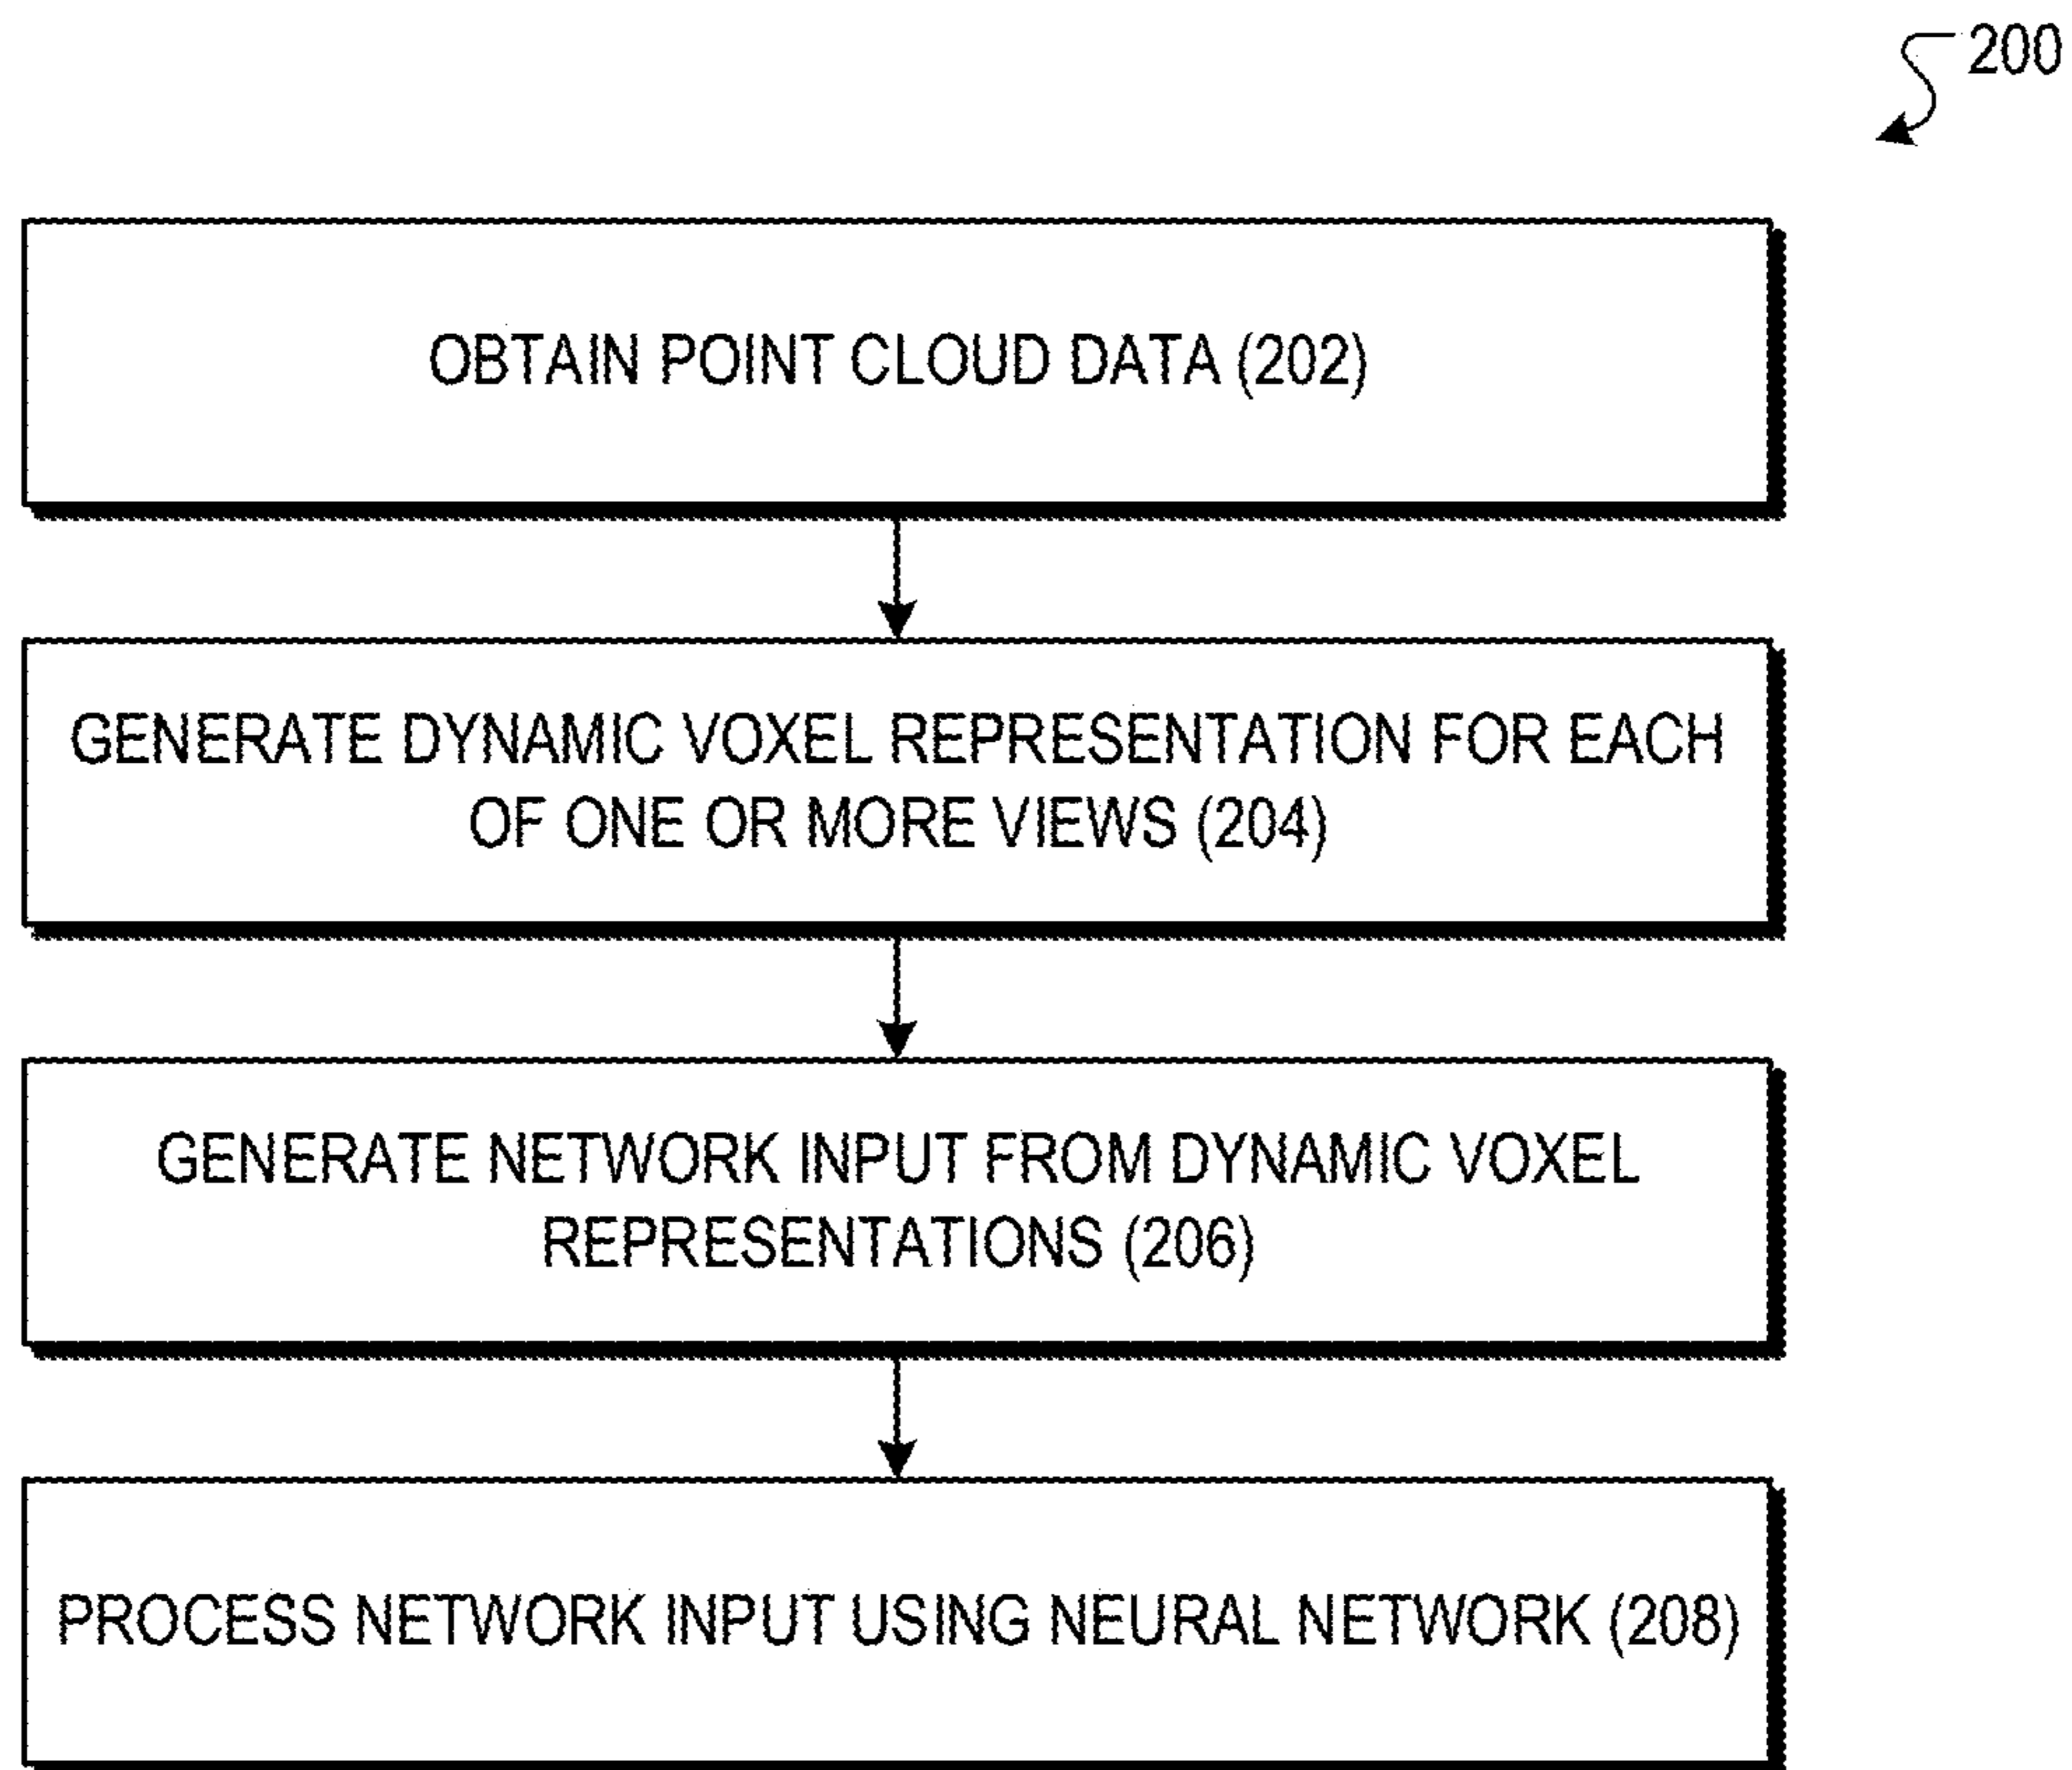 200
OBTAIN POINT CLOUD DATA (202)
GENERATE DYNAMIC VOXEL REPRESENTATION FOR EACH
OF ONE OR MORE VIEWS (204)
GENERATE NETWORK INPUT FROM DYNAMIC VOXEL
REPRESENTATIONS (206)
PROCESS NETWORK INPUT USING NEURAL NETWORK (208)